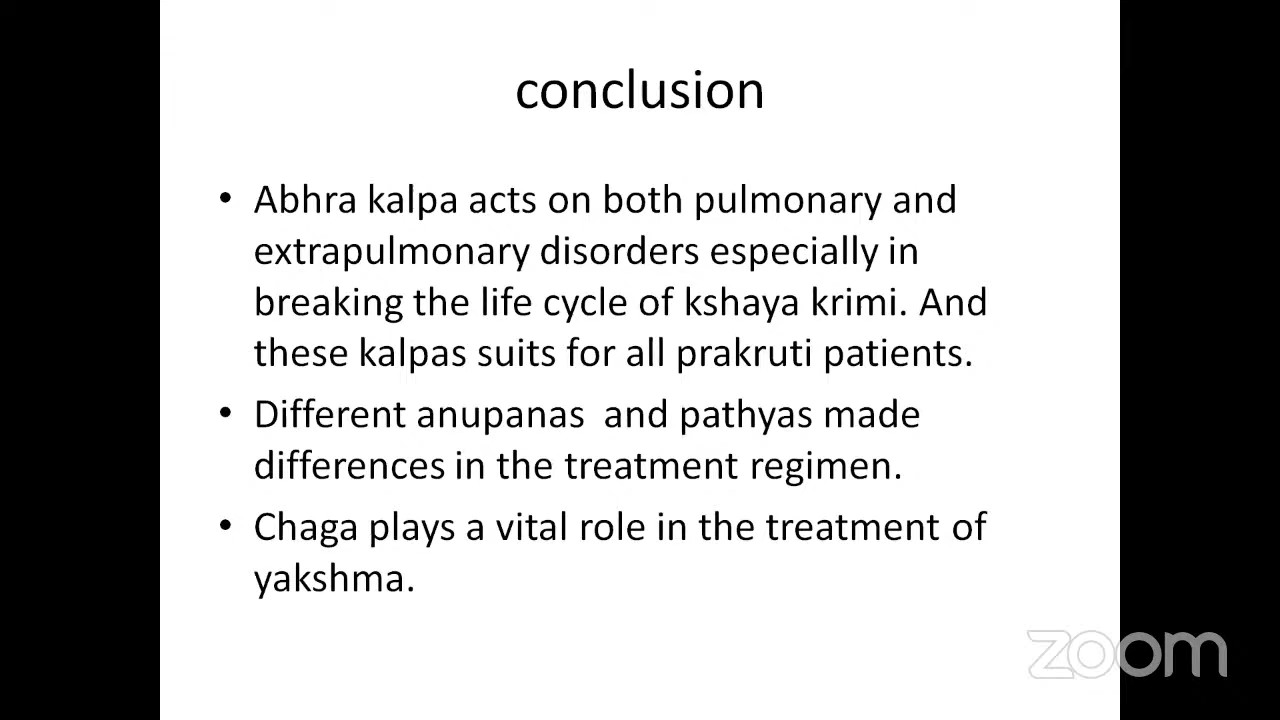 conclusion
• Abhra kalpa acts on both pulmonary and
extrapulmonary disorders especially in
breaking the life cycle of kshaya krimi. And
these kalpas suits for all prakruti patients.
• Different anupanas  and pathyas made
differences in the treatment regimen.
• Chaga plays a vital role in the treatment of
yakshma.
zoom